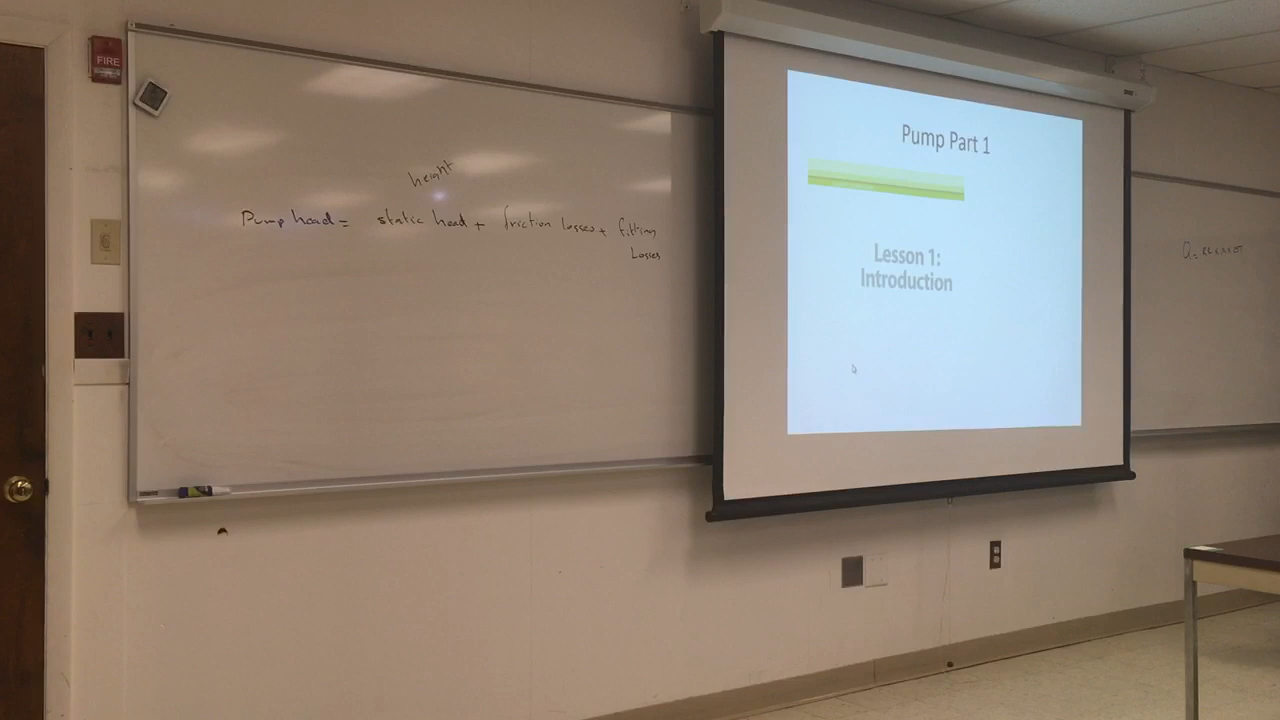 FIRE
height
Pump head = static head + friction losses + fitting
Losses
Pump Part 1
Lesson 1:
Introduction